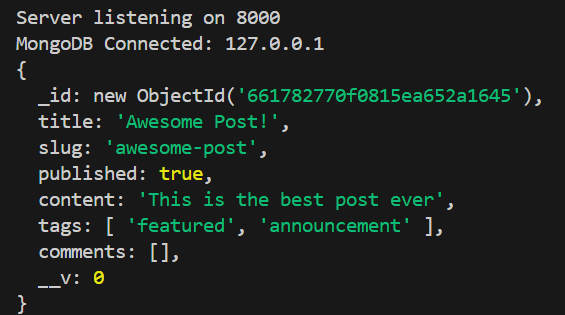 Server listening on 8000
MongoDB Connected: 127.0.0.1
{
  _id: new ObjectId('661782770f0815ea652a1645'),
  title: 'Awesome Post!',
  slug: 'awesome-post',
  published: true,
  content: 'This is the best post ever',
  tags: [ 'featured', 'announcement' ],
  comments: [],
  __v: 0
}